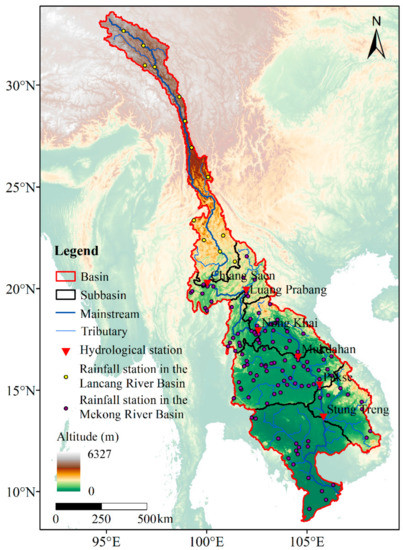 N
30°N
25°N
20°N
15°N
10°N
95°E
100°E
105°E
Chiang Saen
Luang Prabang
Nong Khai
Mukdahan
Pakse
Stung Treng
Legend
Basin
Subbasin
Mainstream
Tributary
Hydrological station
Rainfall station in the
Lancang River Basin
Rainfall station in the
Mekong River Basin
Altitude (m)
6327
0
0
250
500km